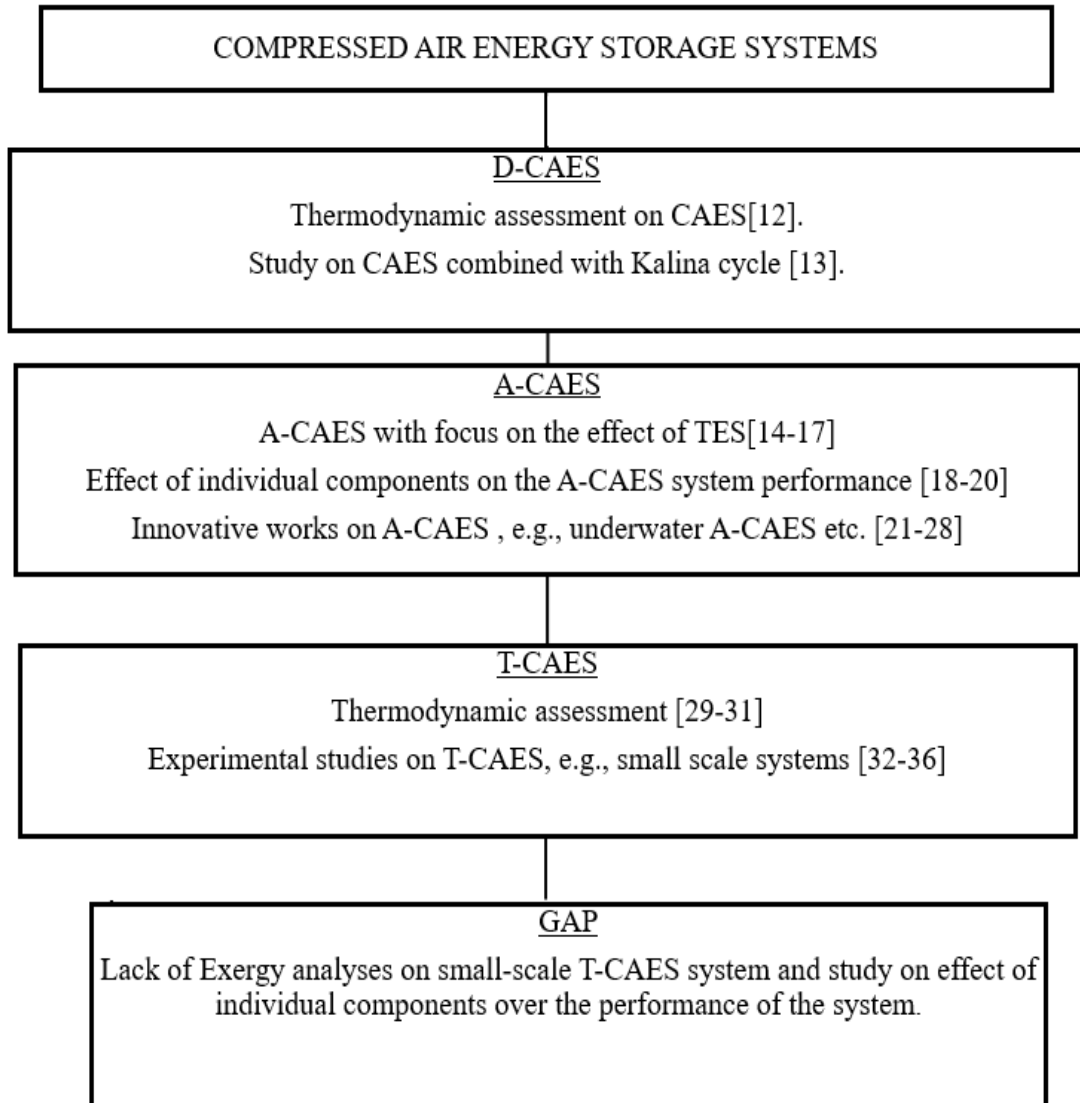 COMPRESSED AIR ENERGY STORAGE SYSTEMS
D-CAES
Thermodynamic assessment on CAES[12].
Study on CAES combined with Kalina cycle [13].
A-CAES
A-CAES with focus on the effect of TES[14-17]
Effect of individual components on the A-CAES system performance [18-20]
Innovative works on A-CAES , e.g., underwater A-CAES etc. [21-28]
T-CAES
Thermodynamic assessment [29-31]
Experimental studies on T-CAES, e.g., small scale systems [32-36]
GAP
Lack of Exergy analyses on small-scale T-CAES system and study on effect of
individual components over the performance of the system.